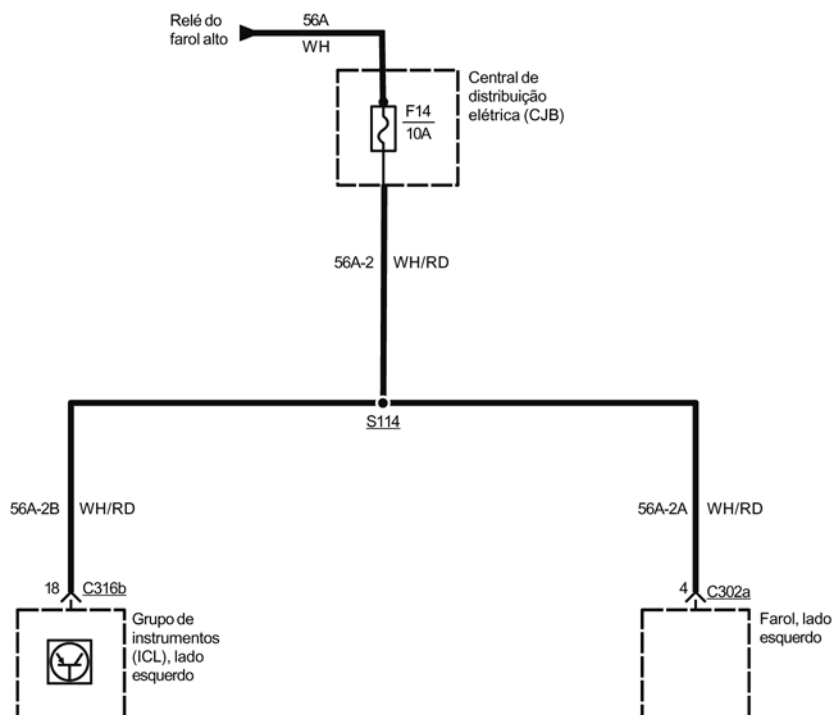 Relé do
farol alto
56A
WH
Central de
distribuição
elétrica (CJB)
F14
10A
56A-2
WH/RD
S114
56A-2B
WH/RD
56A-2A
WH/RD
18
C316b
4
C302a
Grupo de
instrumentos
(ICL), lado
esquerdo
Farol, lado
esquerdo